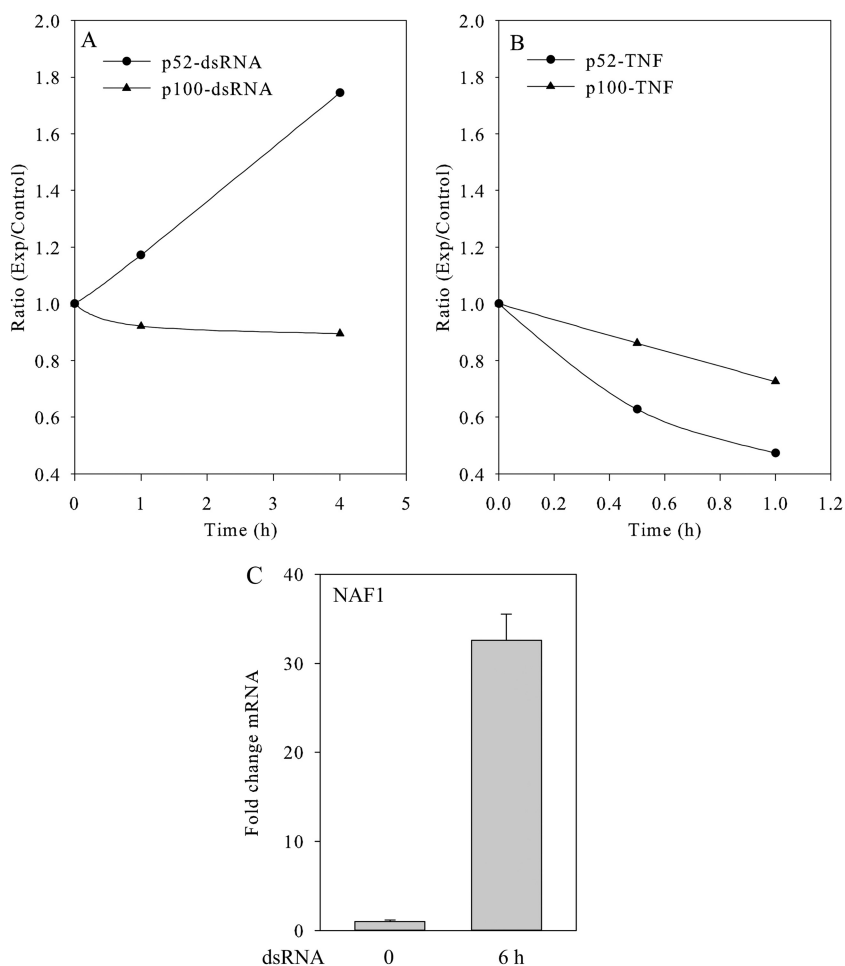 A
p52-dsRNA
p100-dsRNA
2.0
1.8
1.6
1.4
1.2
1.0
0.8
0.6
0.4
Ratio (Exp/Control)
0 1 2 3 4 5
Time (h)
B
p52-TNF
p100-TNF
2.0
1.8
1.6
1.4
1.2
1.0
0.8
0.6
0.4
Ratio (Exp/Control)
0.0 0.2 0.4 0.6 0.8 1.0 1.2
Time (h)
C
NAF1
40
30
20
10
0
Fold change mRNA
dsRNA 0 6 h